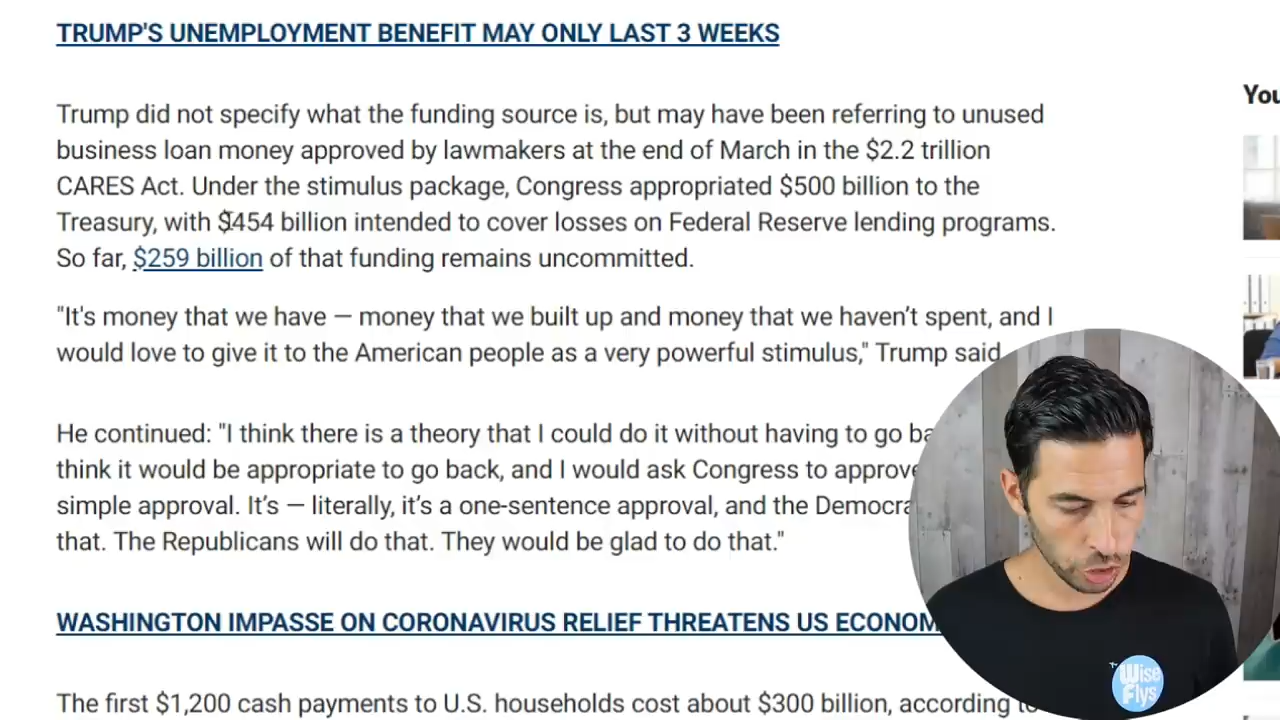 TRUMP'S UNEMPLOYMENT BENEFIT MAY ONLY LAST 3 WEEKS
You
Trump did not specify what the funding source is, but may have been referring to unused
business loan money approved by lawmakers at the end of March in the $2.2 trillion
CARES Act. Under the stimulus package, Congress appropriated $500 billion to the
Treasury, with $454 billion intended to cover losses on Federal Reserve lending programs.
So far, $259 billion of that funding remains uncommitted.
"It's money that we have — money that we built up and money that we haven’t spent, and I
would love to give it to the American people as a very powerful stimulus," Trump said
He continued: "I think there is a theory that I could do it without having to go ba
think it would be appropriate to go back, and I would ask Congress to approve
simple approval. It’s — literally, it’s a one-sentence approval, and the Democra
that. The Republicans will do that. They would be glad to do that."
WASHINGTON IMPASSE ON CORONAVIRUS RELIEF THREATENS US ECONOM
The first $1,200 cash payments to U.S. households cost about $300 billion, according to
Wise
Flys